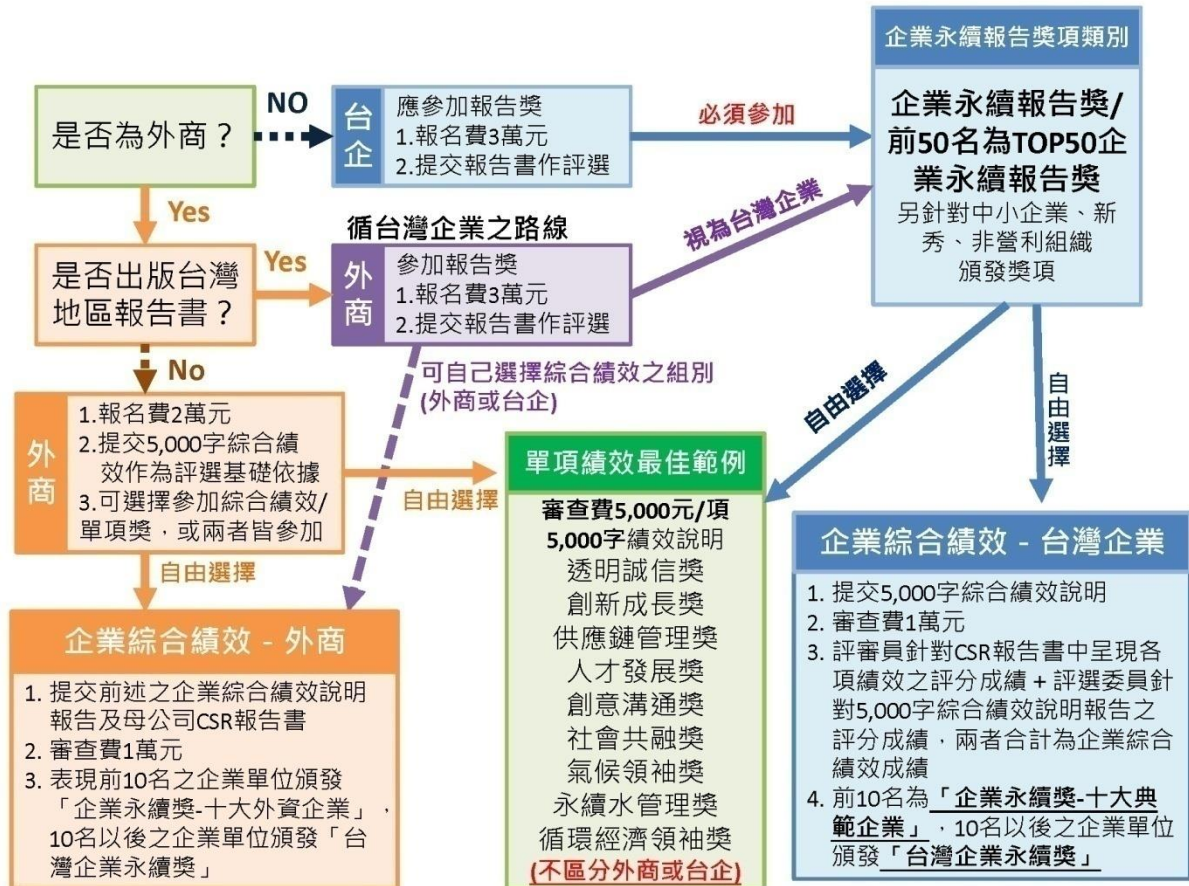 企業永續報告獎項類別
企業永續報告獎/
前50名為TOP50企
業永續報告獎
另針對中小企業、新
秀、非營利組織
頒發獎項
是否為外商？
NO
台企
應參加報告獎
1.報名費3萬元
2.提交報告書作評選
必須參加
Yes
循台灣企業之路線
視為台灣企業
是否出版台灣
地區報告書？
Yes
外商
參加報告獎
1.報名費3萬元
2.提交報告書作評選
No
可自己選擇綜合績效之組別
(外商或台企)
自由選擇
自由選擇
外商
1.報名費2萬元
2.提交5,000字綜合績
效作為評選基礎依據
3.可選擇參加綜合績效/
單項獎，或兩者皆參加
自由選擇
自由選擇
單項績效最佳範例
審查費5,000元/項
5,000字績效說明
透明誠信獎
創新成長獎
供應鏈管理獎
人才發展獎
創意溝通獎
社會共融獎
氣候領袖獎
永續水管理獎
循環經濟領袖獎
(不區分外商或台企)
企業綜合績效 - 外商
1. 提交前述之企業綜合績效說明
報告及母公司CSR報告書
2. 審查費1萬元
3. 表現前10名之企業單位頒發
「企業永續獎-十大外資企業」，
10名以後之企業單位頒發「台
灣企業永續獎」
企業綜合績效 - 台灣企業
1. 提交5,000字綜合績效說明
2. 審查費1萬元
3. 評審員針對CSR報告書中呈現各
項績效之評分成績 + 評選委員針
對5,000字綜合績效說明報告之
評分成績，兩者合計為企業綜合
績效成績
4. 前10名為「企業永續獎-十大典
範企業」，10名以後之企業單位
頒發「台灣企業永續獎」